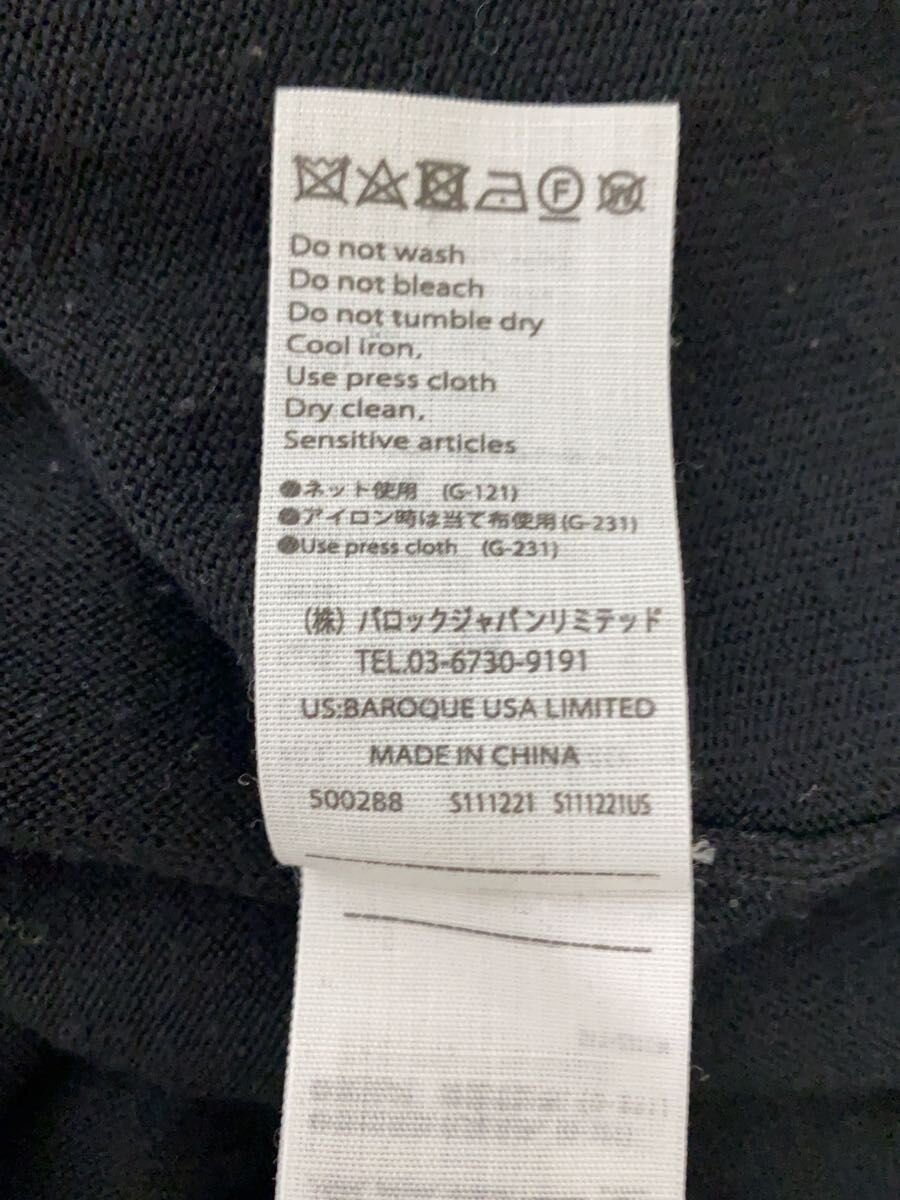 F W
Do not wash
Do not bleach
Do not tumble dry
Cool iron,
Use press cloth
Dry clean,
Sensitive articles
●ネット使用 (G-121)
●アイロン時は当て布使用(G-231)
●Use press cloth (G-231)
(株) バロックジャパンリミテッド
TEL.03-6730-9191
US:BAROQUE USA LIMITED
MADE IN CHINA
500288 S111221 S111221US